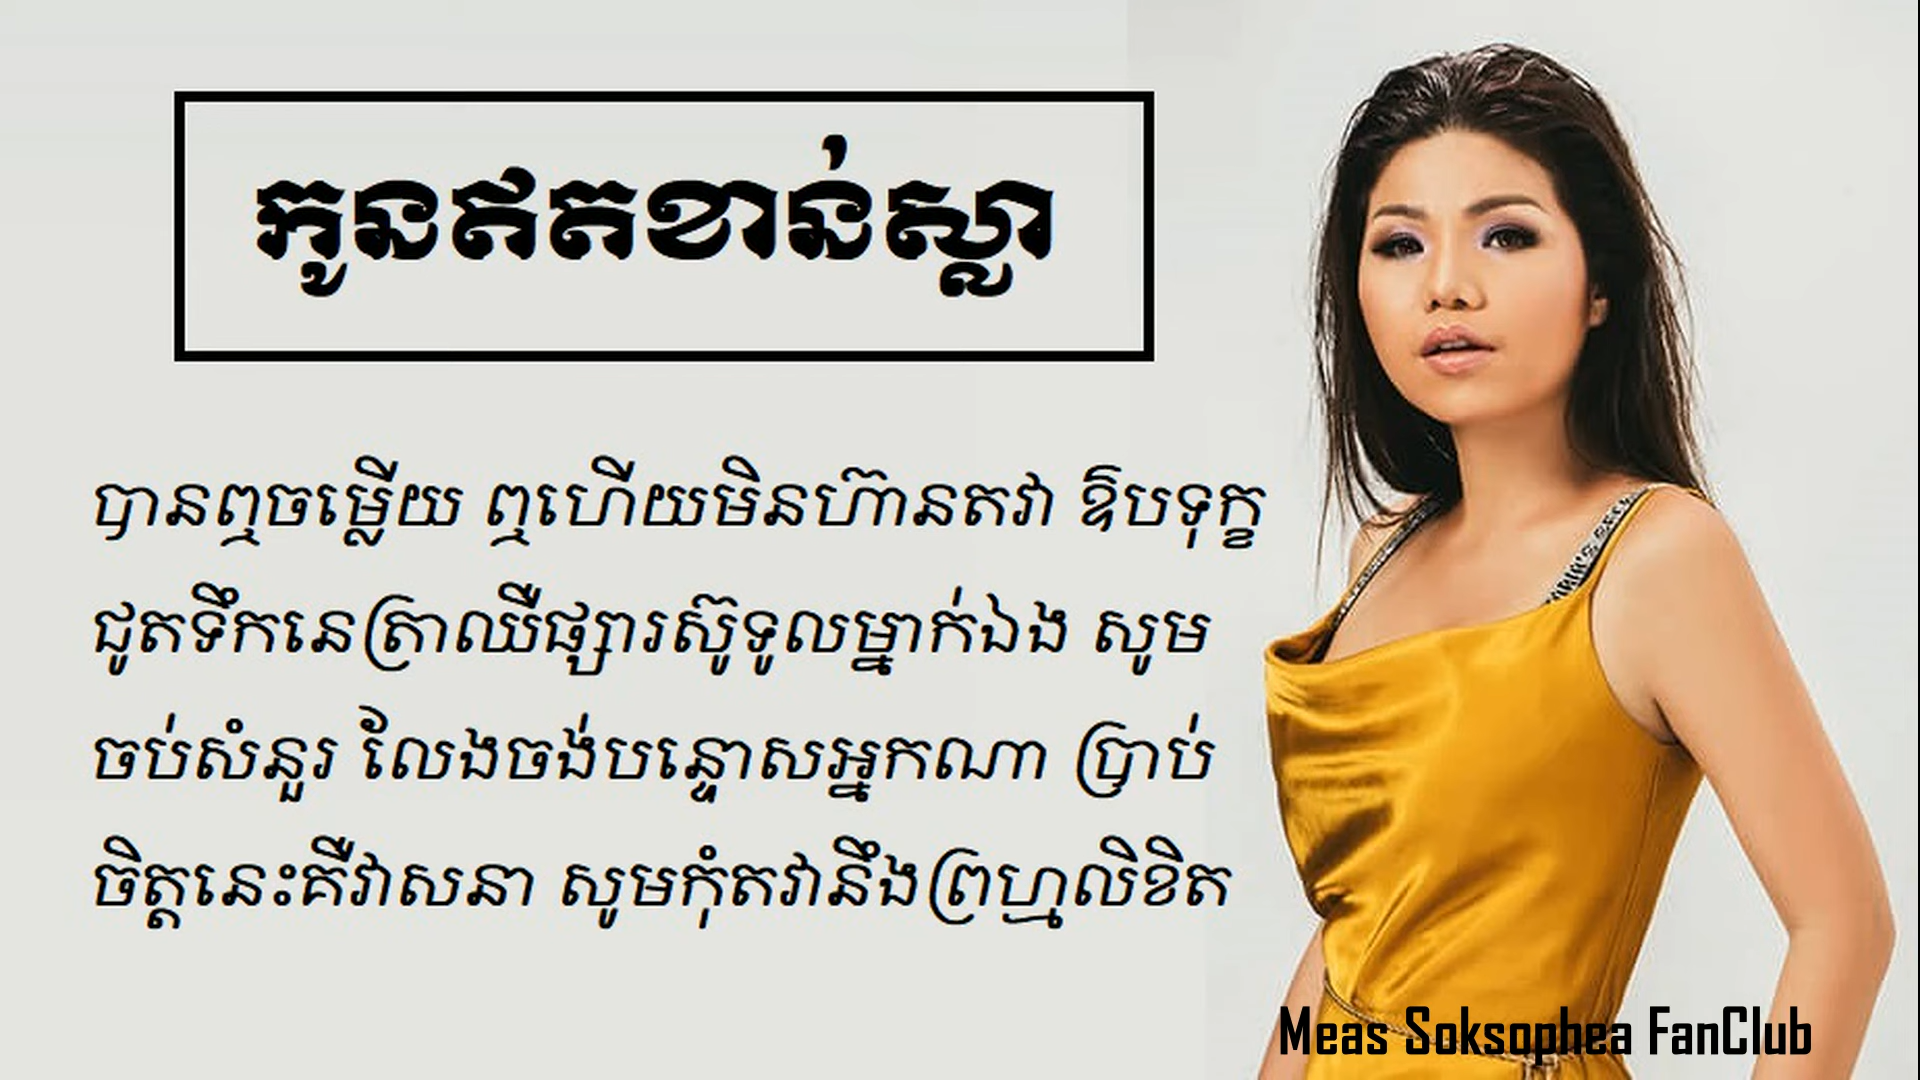 កូនឥតខាន់ស្លា
បានឮចម្លើយ ឮហើយមិនហ៊ានតវា ឱបទុក្ខ
ជូតទឹកនេត្រាឈឺផ្សារស៊ូទូលម្នាក់ឯង សូម
ចប់សំនួរ លែងចង់បន្ទោសអ្នកណា ប្រាប់
ចិត្តនេះគឺវាសនា សូមកុំតវានឹងព្រហ្មលិខិត
Meas Soksophea FanClub